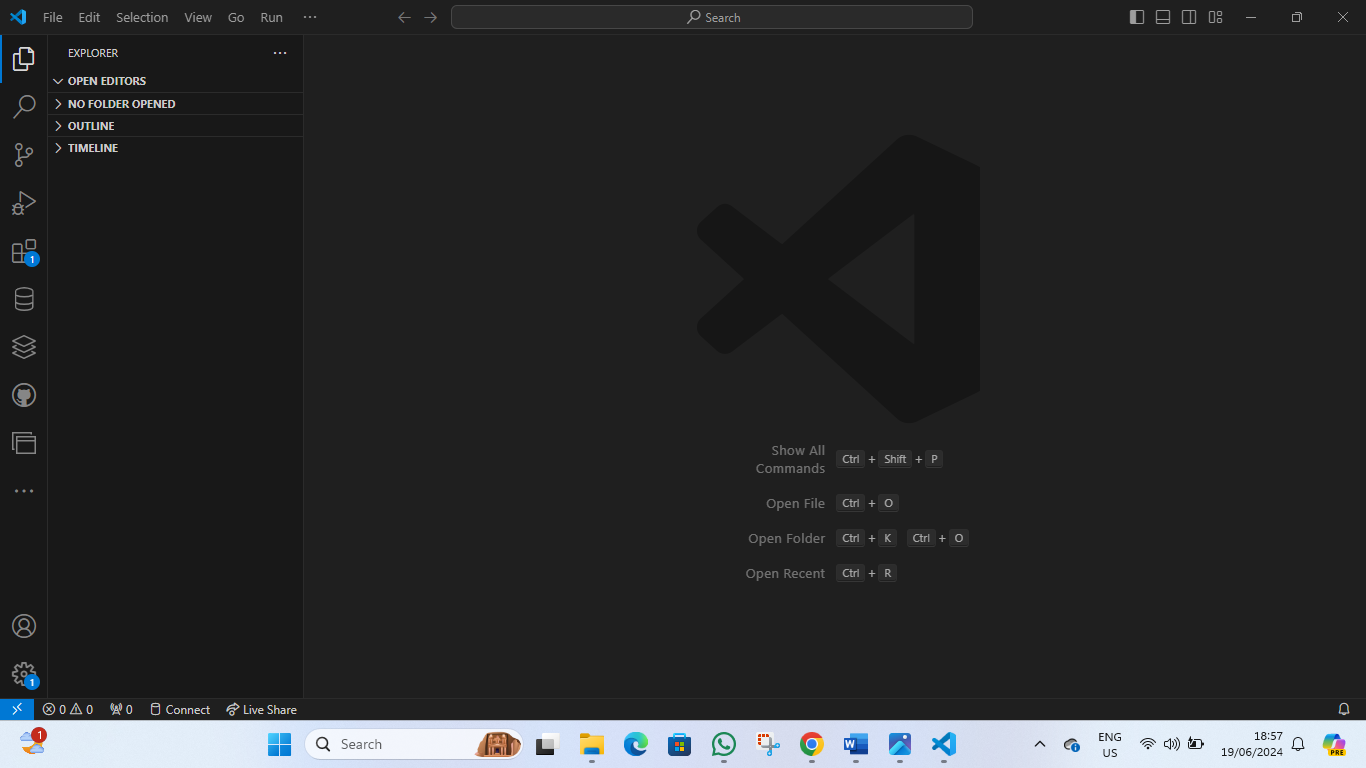 File Edit Selection View Go Run ···
Search
EXPLORER ···
OPEN EDITORS
NO FOLDER OPENED
OUTLINE
TIMELINE
1
Show All
Commands Ctrl + Shift + P
Open File Ctrl + O
Open Folder Ctrl + K Ctrl + O
Open Recent Ctrl + R
1
0 0 0 Connect Live Share
1
Search
ENG
US
18:57
19/06/2024
PRE